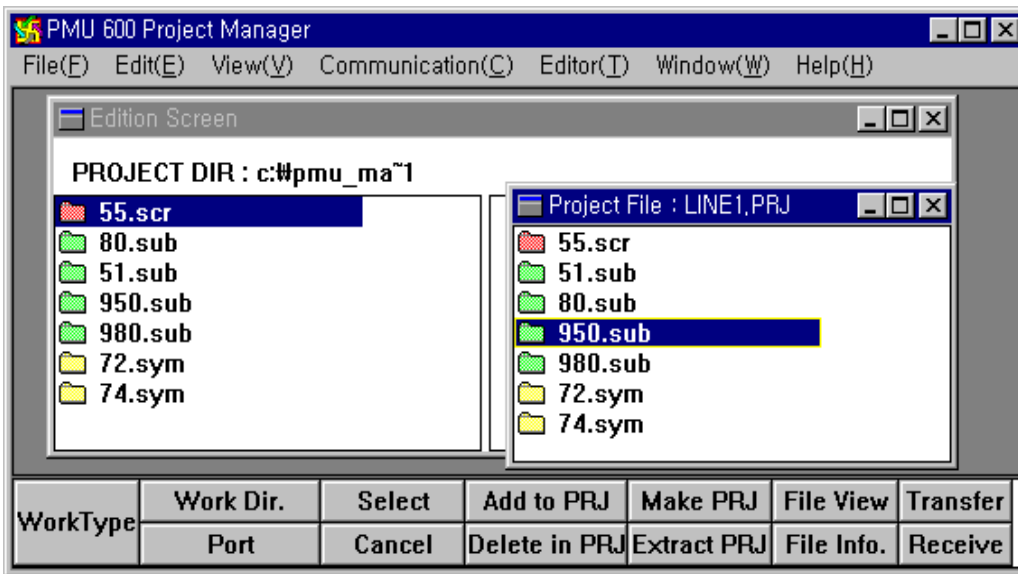 PMU 600 Project Manager
File(F) Edit(E) View(V) Communication(C) Editor(T) Window(W) Help(H)
Edition Screen
PROJECT DIR : c:₩pmu_ma~1
55.scr
80.sub
51.sub
950.sub
980.sub
72.sym
74.sym
Project File : LINE1,PRJ
55.scr
51.sub
80.sub
950.sub
980.sub
72.sym
74.sym
WorkType
Work Dir. Select Add to PRJ Make PRJ File View Transfer
Port Cancel Delete in PRJ Extract PRJ File Info. Receive